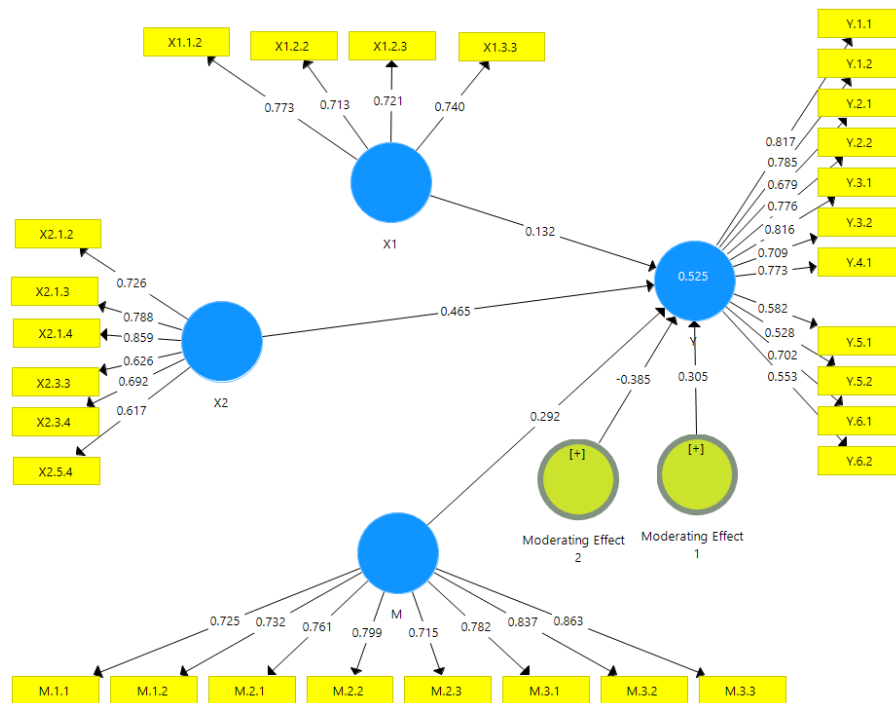 X1.1.2
X1.2.2
X1.2.3
X1.3.3
0.773
0.713
0.721
0.740
X1
Y.1.1
Y.1.2
Y.2.1
Y.2.2
Y.3.1
Y.3.2
Y.4.1
Y.5.1
Y.5.2
Y.6.1
Y.6.2
0.817
0.785
0.679
0.776
0.816
0.709
0.773
0.582
0.528
0.702
0.553
0.132
0.525
Y
X2.1.2
X2.1.3
X2.1.4
X2.3.3
X2.3.4
X2.5.4
0.726
0.788
0.859
0.626
0.692
0.617
X2
0.465
0.292
-0.385
0.305
[+]
Moderating Effect
2
[+]
Moderating Effect
1
M
0.725
0.732
0.761
0.799
0.715
0.782
0.837
0.863
M.1.1
M.1.2
M.2.1
M.2.2
M.2.3
M.3.1
M.3.2
M.3.3